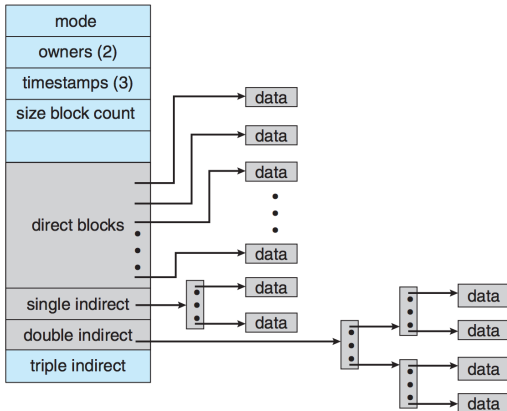 mode
owners (2)
timestamps (3)
size block count
direct blocks
single indirect
double indirect
triple indirect
data
data
data
data
data
data
data
data
data
data